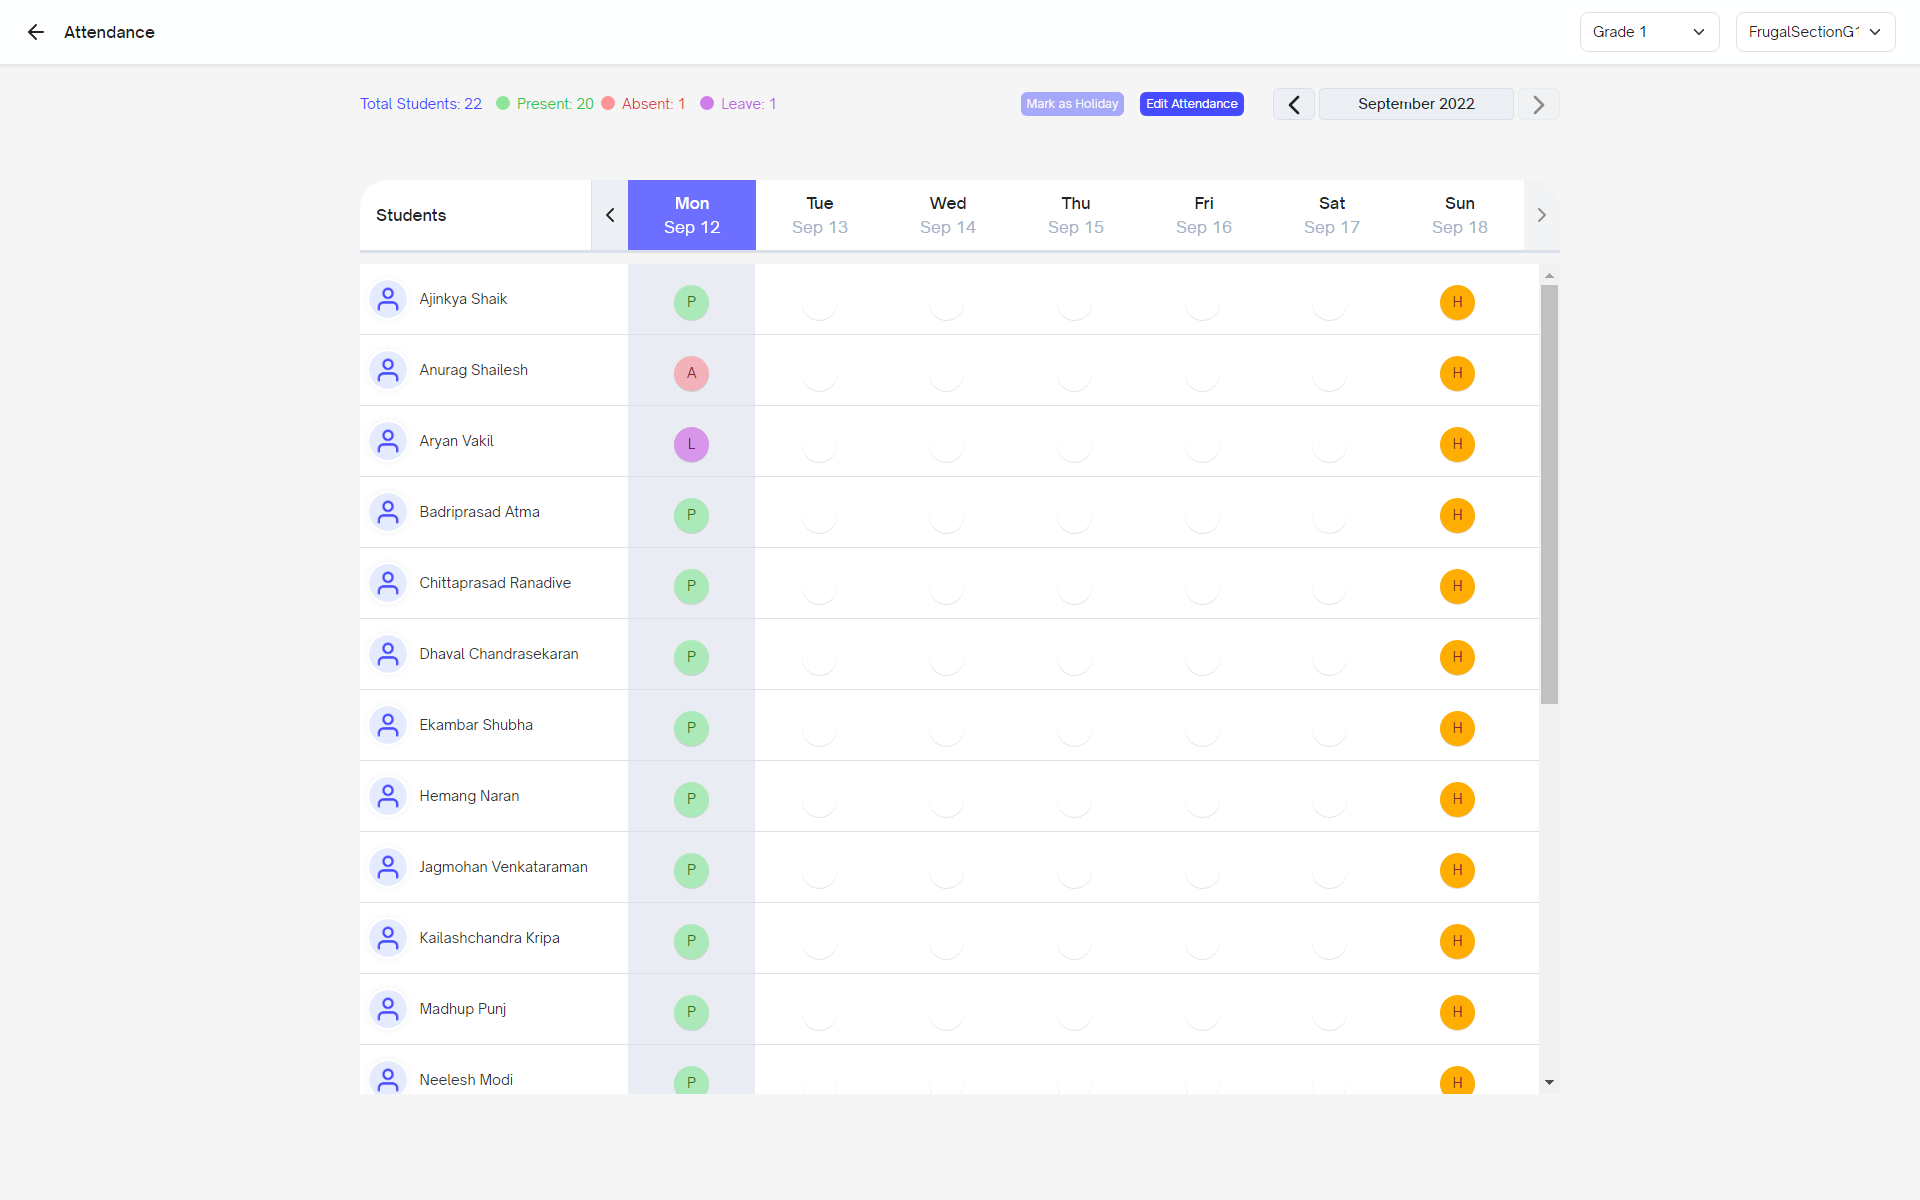 Attendance
Grade 1
FrugalSectionG1
Total Students: 22 Present: 20 Absent: 1 Leave: 1
Mark as Holiday
Edit Attendance
September 2022
Students
Mon Tue Wed Thu Fri Sat Sun
Sep 12 Sep 13 Sep 14 Sep 15 Sep 16 Sep 17 Sep 18
Ajinkya Shaik P H
Anurag Shailesh A H
Aryan Vakil L H
Badriprasad Atma P H
Chittaprasad Ranadive P H
Dhaval Chandrasekaran P H
Ekambar Shubha P H
Hemang Naran P H
Jagmohan Venkataraman P H
Kailashchandra Kripa P H
Madhup Punj P H
Neelesh Modi P H